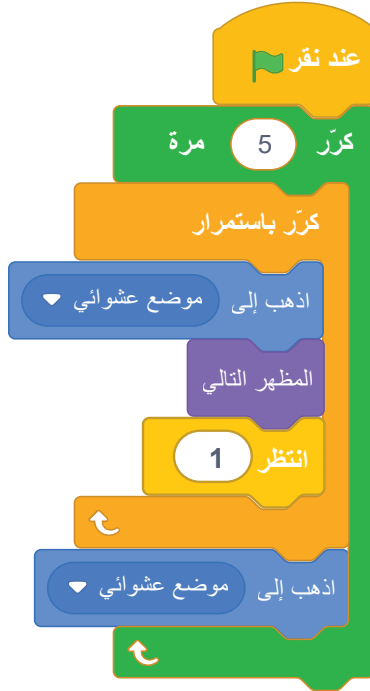 عند نقر
كرّر 5 مرة
كرّر باستمرار
اذهب إلى موضع عشوائي
المظهر التالي
انتظر 1
اذهب إلى موضع عشوائي